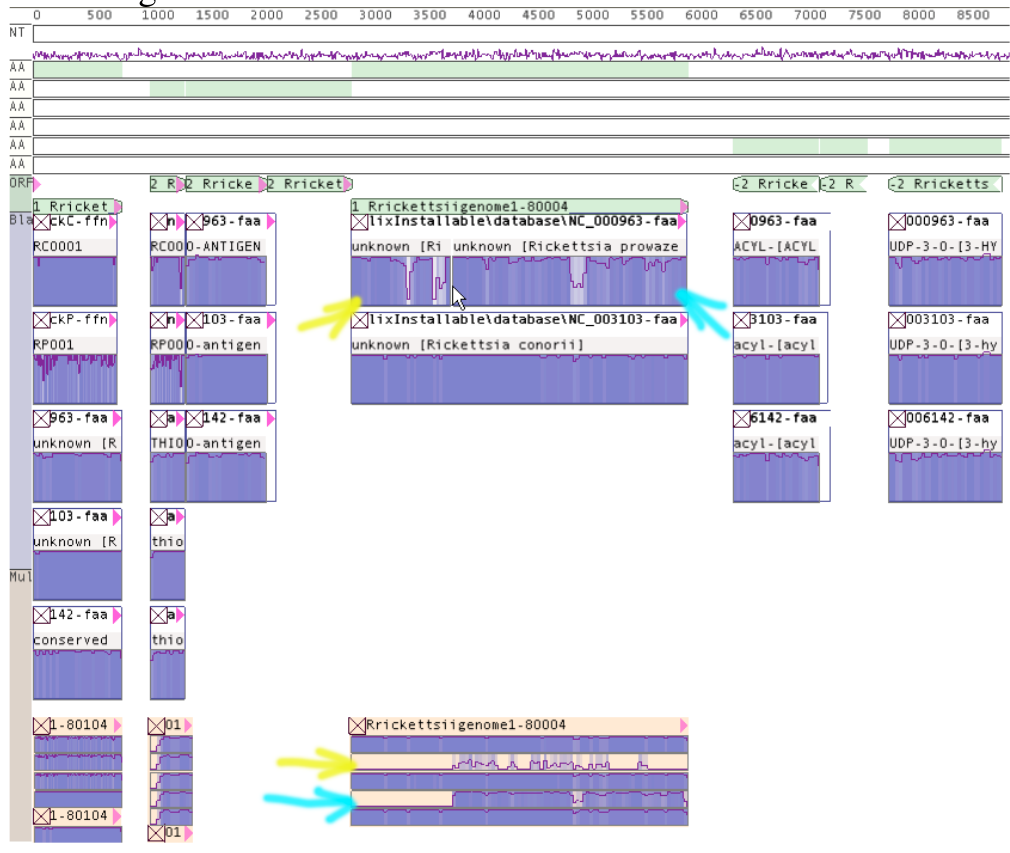 0 500 1000 1500 2000 2500 3000 3500 4000 4500 5000 5500 6000 6500 7000 7500 8000 8500
NT
AA
AA
AA
AA
AA
AA
ORF
2 R 2 Rricke 2 Rricket -2 Rricke -2 R -2 Rricketts
1 Rricket 1 Rrickettsiigenome1-80004
Bla
ckC-ffn n 963-faa lixInstallable\database\NC_000963-faa 0963-faa 000963-faa
RC0001 RC00 O-ANTIGEN unknown [Ri unknown [Rickettsia prowaze ACYL-[ACYL UDP-3-O-[3-HY
ckP-ffn n 103-faa lixInstallable\database\NC_003103-faa 3103-faa 003103-faa
RP001 RP00 O-antigen unknown [Rickettsia conorii] acyl-[acyl UDP-3-O-[3-hy
963-faa a 142-faa 6142-faa 006142-faa
unknown [R THIO O-antigen acyl-[acyl UDP-3-O-[3-hy
103-faa a
unknown [R thio
Mul
142-faa a
conserved thio
1-80104 01 Rrickettsiigenome1-80004
1-80104
01